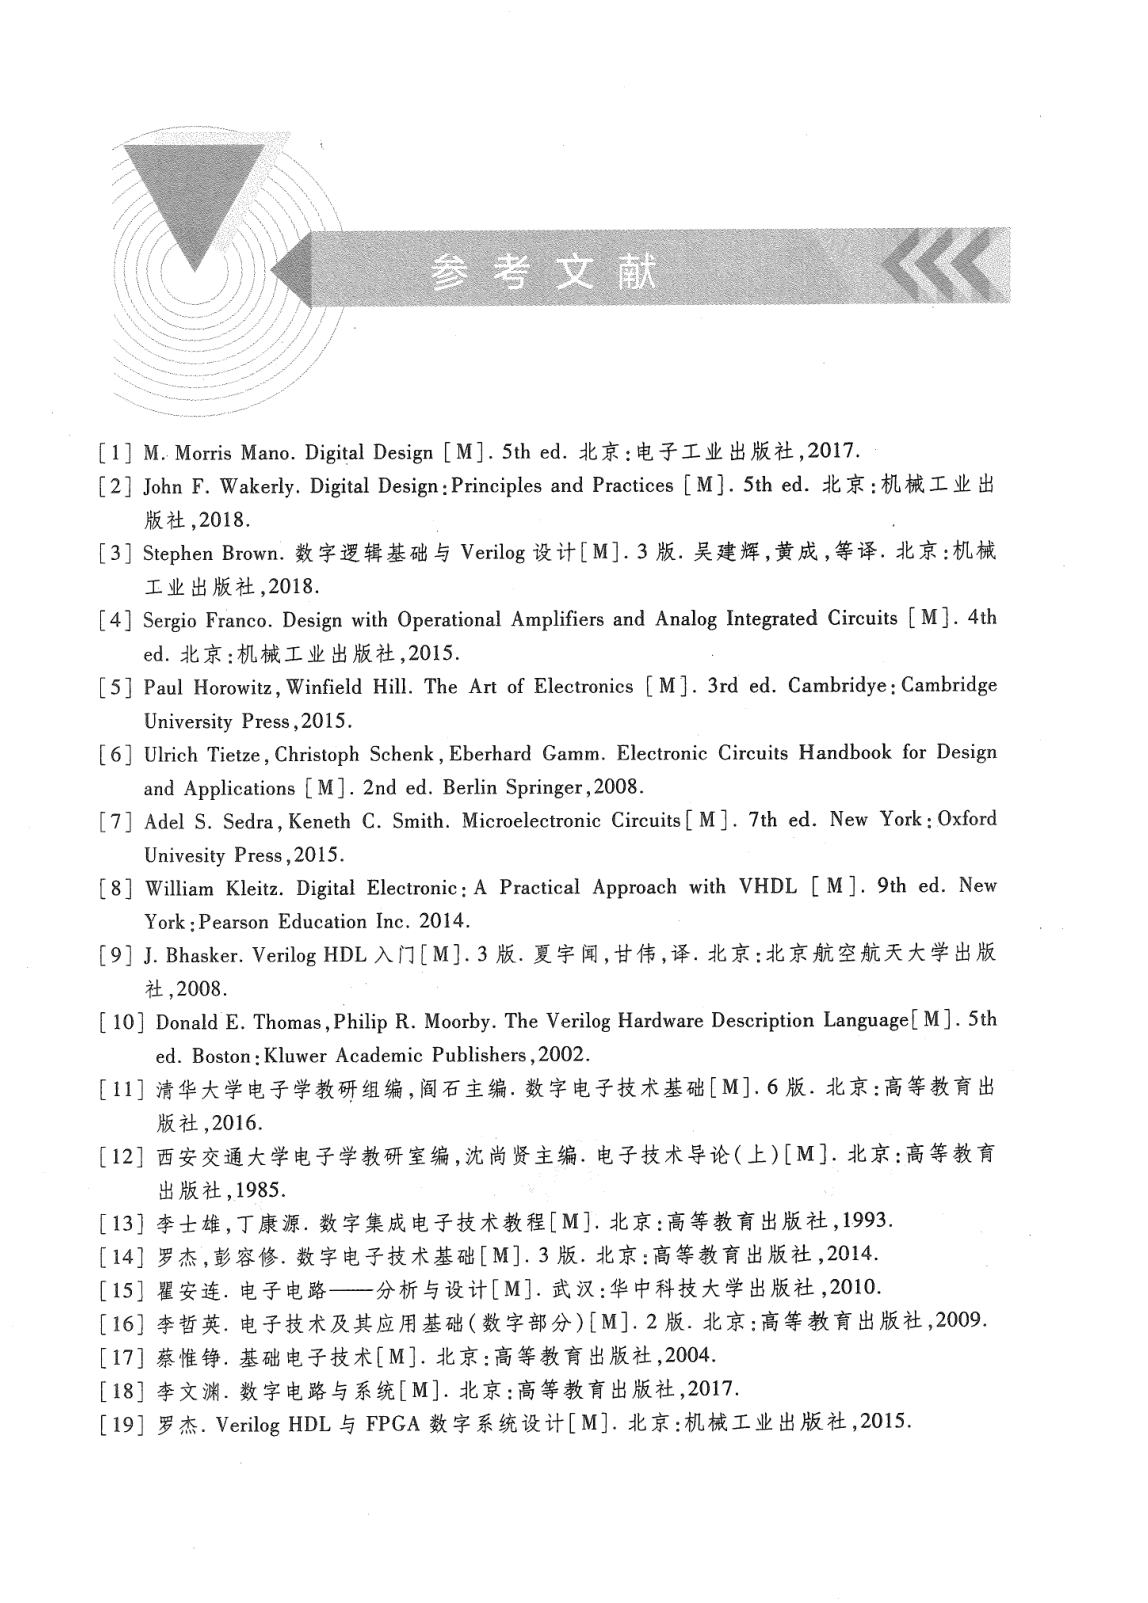 参考文献
[1] M. Morris Mano. Digital Design [M]. 5th ed. 北京:电子工业出版社,2017.
[2] John F. Wakerly. Digital Design:Principles and Practices [M]. 5th ed. 北京:机械工业出
版社,2018.
[3] Stephen Brown. 数字逻辑基础与 Verilog 设计[M]. 3 版. 吴建辉,黄成,等译. 北京:机械
工业出版社,2018.
[4] Sergio Franco. Design with Operational Amplifiers and Analog Integrated Circuits [M]. 4th
ed. 北京:机械工业出版社,2015.
[5] Paul Horowitz,Winfield Hill. The Art of Electronics [M]. 3rd ed. Cambridye:Cambridge
University Press,2015.
[6] Ulrich Tietze,Christoph Schenk,Eberhard Gamm. Electronic Circuits Handbook for Design
and Applications [M]. 2nd ed. Berlin Springer,2008.
[7] Adel S. Sedra,Keneth C. Smith. Microelectronic Circuits[M]. 7th ed. New York:Oxford
Univesity Press,2015.
[8] William Kleitz. Digital Electronic:A Practical Approach with VHDL [M]. 9th ed. New
York:Pearson Education Inc. 2014.
[9] J. Bhasker. Verilog HDL 入门[M]. 3 版. 夏宇闻,甘伟,译. 北京:北京航空航天大学出版
社,2008.
[10] Donald E. Thomas,Philip R. Moorby. The Verilog Hardware Description Language[M]. 5th
ed. Boston:Kluwer Academic Publishers,2002.
[11] 清华大学电子学教研组编,阎石主编. 数字电子技术基础[M]. 6 版. 北京:高等教育出
版社,2016.
[12] 西安交通大学电子学教研室编,沈尚贤主编. 电子技术导论(上)[M]. 北京:高等教育
出版社,1985.
[13] 李士雄,丁康源. 数字集成电子技术教程[M]. 北京:高等教育出版社,1993.
[14] 罗杰,彭容修. 数字电子技术基础[M]. 3 版. 北京:高等教育出版社,2014.
[15] 瞿安连. 电子电路——分析与设计[M]. 武汉:华中科技大学出版社,2010.
[16] 李哲英. 电子技术及其应用基础(数字部分)[M]. 2 版. 北京:高等教育出版社,2009.
[17] 蔡惟铮. 基础电子技术[M]. 北京:高等教育出版社,2004.
[18] 李文渊. 数字电路与系统[M]. 北京:高等教育出版社,2017.
[19] 罗杰. Verilog HDL 与 FPGA 数字系统设计[M]. 北京:机械工业出版社,2015.